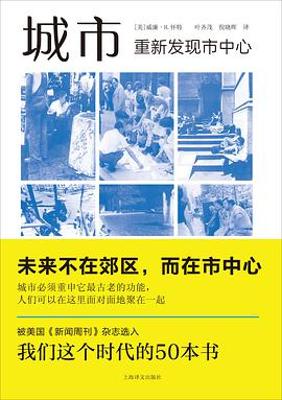 城市
重新发现市中心
[美]威廉·H.怀特 叶齐茂 倪晓晖 译
未来不在郊区，而在市中心
城市必须重申它最古老的功能，
人们可以在这里面对面地聚在一起
被美国《新闻周刊》杂志选入
我们这个时代的50本书
上海译文出版社